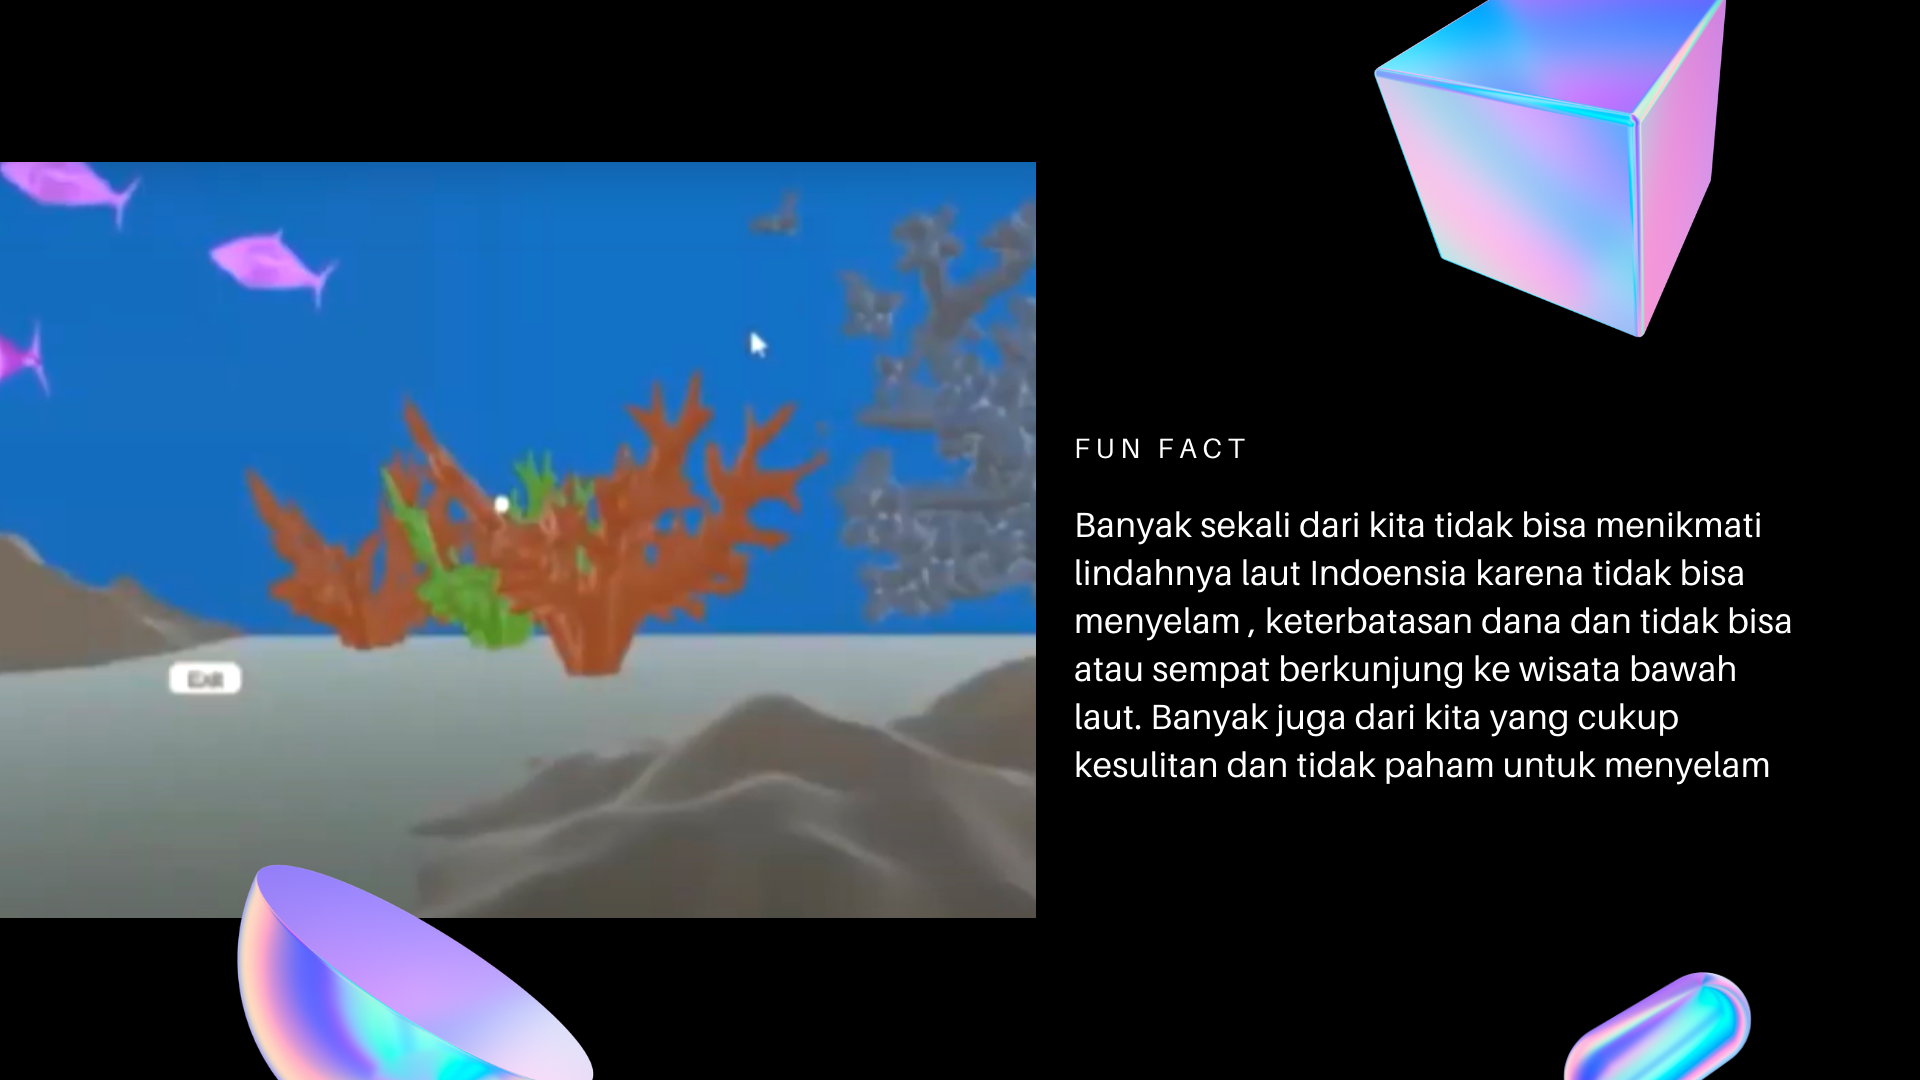 FUN FACT
Banyak sekali dari kita tidak bisa menikmati
lindahnya laut Indoensia karena tidak bisa
menyelam , keterbatasan dana dan tidak bisa
atau sempat berkunjung ke wisata bawah
laut. Banyak juga dari kita yang cukup
kesulitan dan tidak paham untuk menyelam
Exit